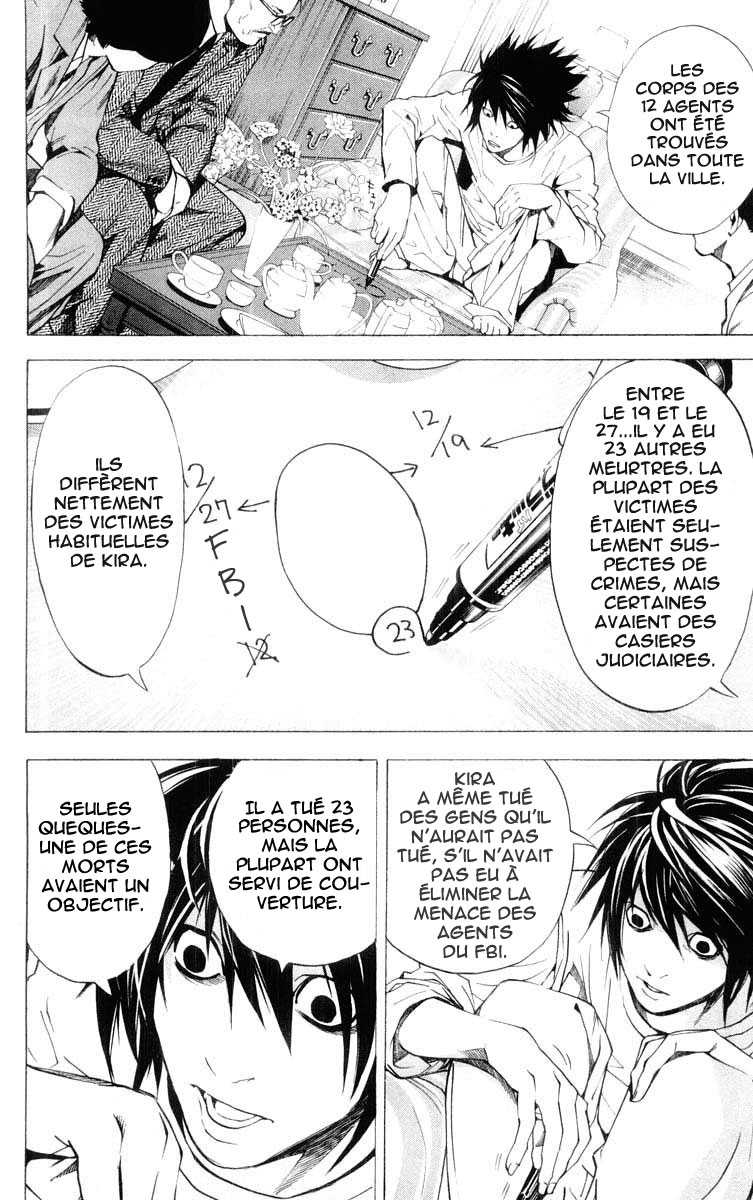 LES
CORPS DES
12 AGENTS
ONT ÉTÉ
TROUVÉS
DANS TOUTE
LA VILLE.
ENTRE
LE 19 ET LE
27...IL Y A EU
23 AUTRES
MEURTRES. LA
PLUPART DES
VICTIMES
ÉTAIENT SEU-
LEMENT SUS-
PECTES DE
CRIMES, MAIS
CERTAINES
AVAIENT DES
CASIERS
JUDICIAIRES.
12/19
23
12/27
F
B
I
12
ILS
DIFFÈRENT
NETTEMENT
DES VICTIMES
HABITUELLES
DE KIRA.
KIRA
A MÊME TUÉ
DES GENS QU'IL
N'AURAIT PAS
TUÉ, S'IL N'AVAIT
PAS EU À
ÉLIMINER LA
MENACE DES
AGENTS
DU FBI.
IL A TUÉ 23
PERSONNES,
MAIS LA
PLUPART ONT
SERVI DE COU-
VERTURE.
SEULES
QUEQUES-
UNE DE CES
MORTS
AVAIENT UN
OBJECTIF.